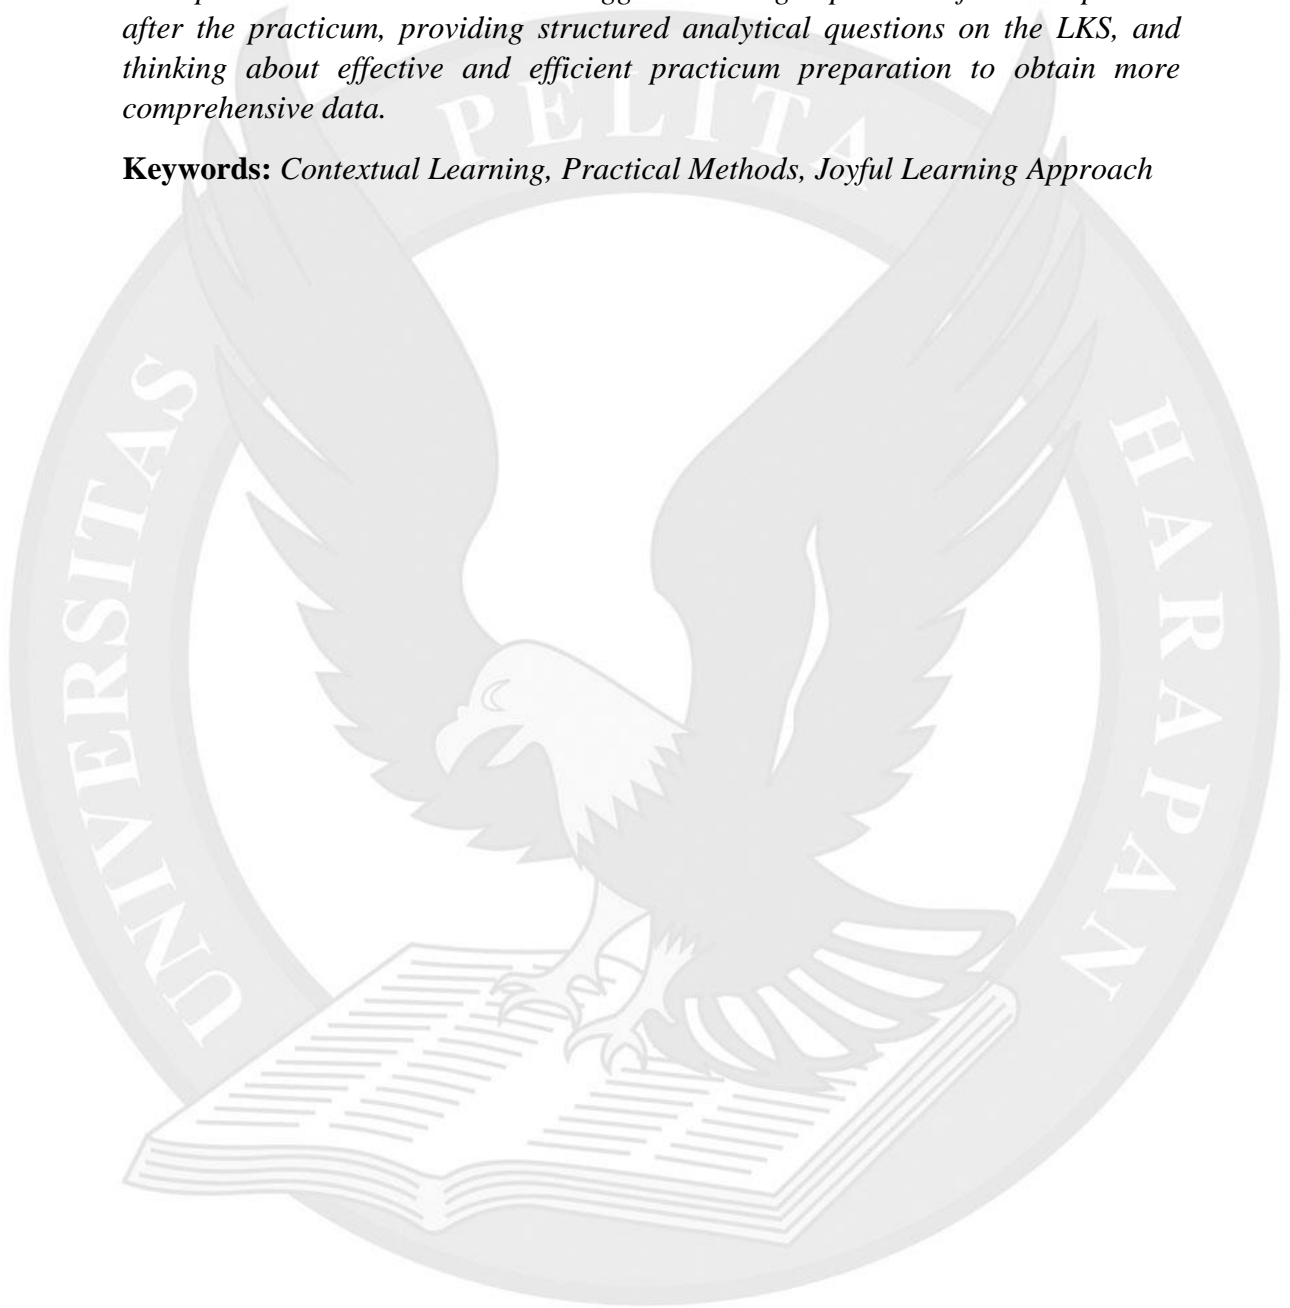 after the practicum, providing structured analytical questions on the LKS, and
thinking about effective and efficient practicum preparation to obtain more
comprehensive data.
Keywords: Contextual Learning, Practical Methods, Joyful Learning Approach
UNIVERSITAS PELITA HARAPAN